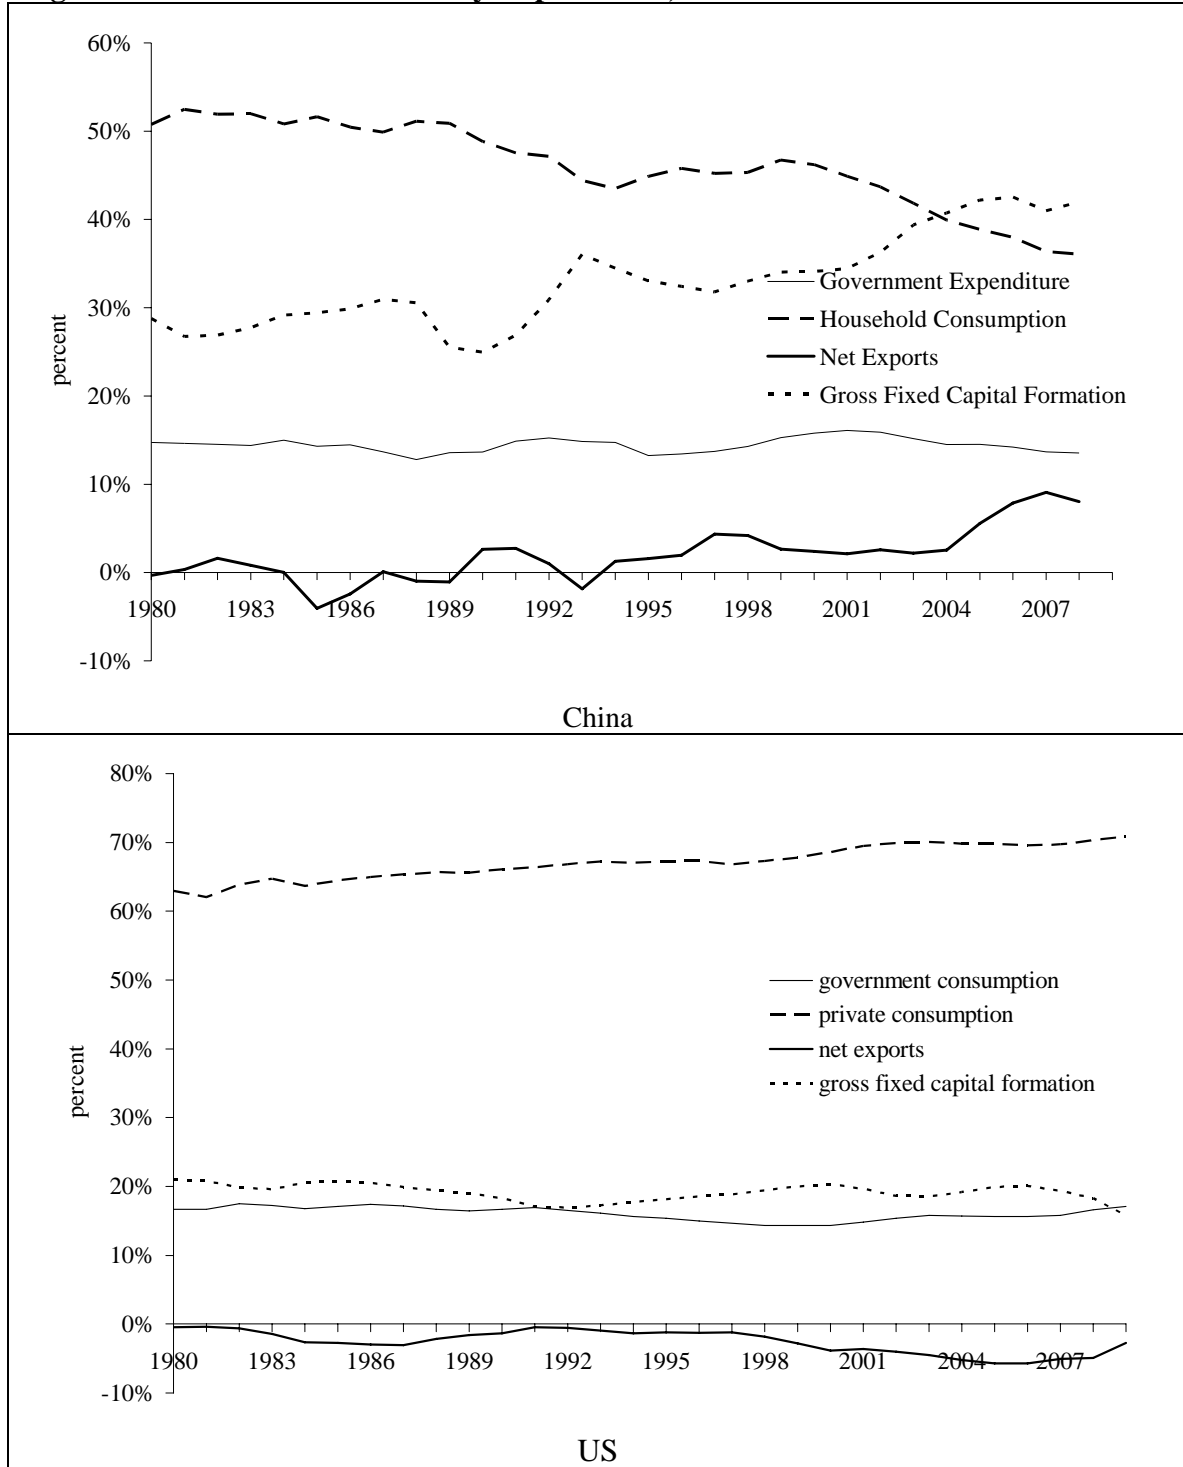 60%
50%
40%
30%
20%
10%
0%
-10%
percent
Government Expenditure
Household Consumption
Net Exports
Gross Fixed Capital Formation
1980 1983 1986 1989 1992 1995 1998 2001 2004 2007
China
80%
70%
60%
50%
40%
30%
20%
10%
0%
-10%
percent
government consumption
private consumption
net exports
gross fixed capital formation
1980 1983 1986 1989 1992 1995 1998 2001 2004 2007
US